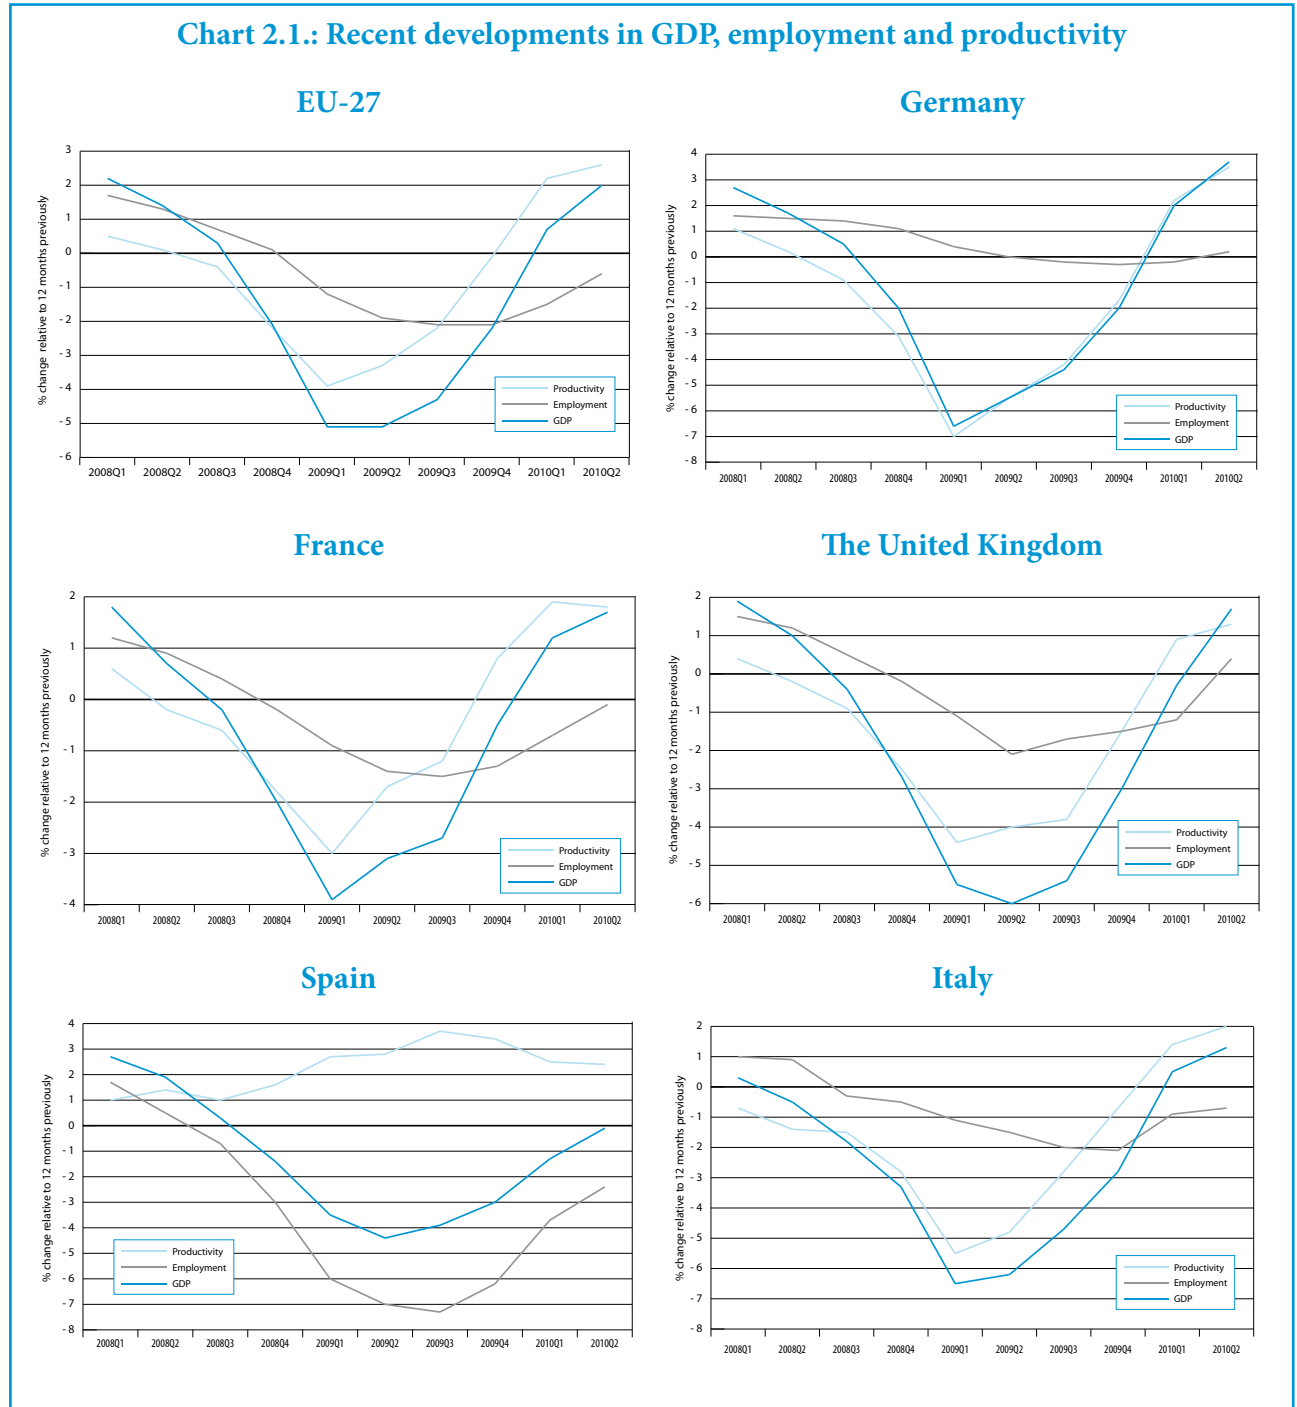 Chart 2.1.: Recent developments in GDP, employment and productivity
EU-27
% change relative to 12 months previously
3
2
1
0
- 1
- 2
- 3
- 4
- 5
- 6
2008Q1 2008Q2 2008Q3 2008Q4 2009Q1 2009Q2 2009Q3 2009Q4 2010Q1 2010Q2
Productivity
Employment
GDP
Germany
% change relative to 12 months previously
4
3
2
1
0
- 1
- 2
- 3
- 4
- 5
- 6
- 7
- 8
2008Q1 2008Q2 2008Q3 2008Q4 2009Q1 2009Q2 2009Q3 2009Q4 2010Q1 2010Q2
Productivity
Employment
GDP
France
% change relative to 12 months previously
2
1
0
- 1
- 2
- 3
- 4
2008Q1 2008Q2 2008Q3 2008Q4 2009Q1 2009Q2 2009Q3 2009Q4 2010Q1 2010Q2
Productivity
Employment
GDP
The United Kingdom
% change relative to 12 months previously
2
1
0
- 1
- 2
- 3
- 4
- 5
- 6
2008Q1 2008Q2 2008Q3 2008Q4 2009Q1 2009Q2 2009Q3 2009Q4 2010Q1 2010Q2
Productivity
Employment
GDP
Spain
% change relative to 12 months previously
4
3
2
1
0
- 1
- 2
- 3
- 4
- 5
- 6
- 7
- 8
2008Q1 2008Q2 2008Q3 2008Q4 2009Q1 2009Q2 2009Q3 2009Q4 2010Q1 2010Q2
Productivity
Employment
GDP
Italy
% change relative to 12 months previously
2
1
0
- 1
- 2
- 3
- 4
- 5
- 6
- 7
- 8
2008Q1 2008Q2 2008Q3 2008Q4 2009Q1 2009Q2 2009Q3 2009Q4 2010Q1 2010Q2
Productivity
Employment
GDP